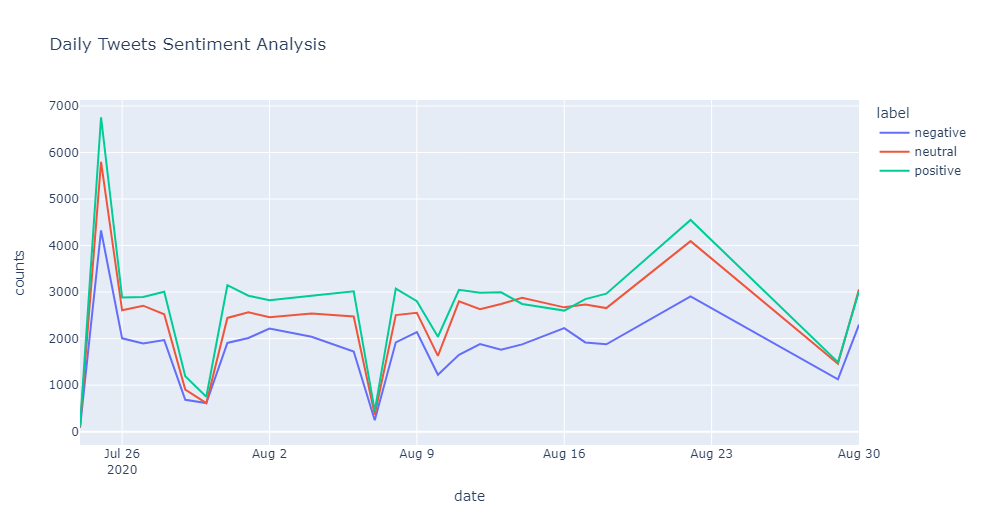 Daily Tweets Sentiment Analysis
label
negative
neutral
positive
counts
7000
6000
5000
4000
3000
2000
1000
0
Jul 26
2020
Aug 2
Aug 9
Aug 16
Aug 23
Aug 30
date